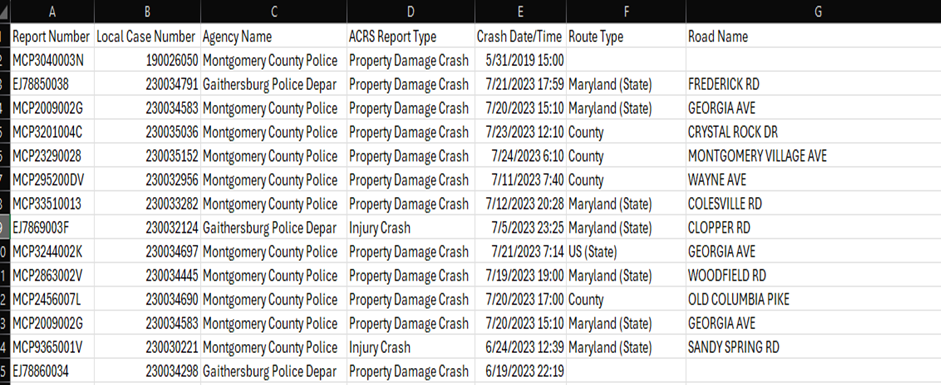 A B C D E F G
1 Report Number Local Case Number Agency Name ACRS Report Type Crash Date/Time Route Type Road Name
2 MCP3040003N 190026050 Montgomery County Police Property Damage Crash 5/31/2019 15:00
3 EJ78850038 230034791 Gaithersburg Police Depar Property Damage Crash 7/21/2023 17:59 Maryland (State) FREDERICK RD
4 MCP2009002G 230034583 Montgomery County Police Property Damage Crash 7/20/2023 15:10 Maryland (State) GEORGIA AVE
5 MCP3201004C 230035036 Montgomery County Police Property Damage Crash 7/23/2023 12:10 County CRYSTAL ROCK DR
6 MCP23290028 230035152 Montgomery County Police Property Damage Crash 7/24/2023 6:10 County MONTGOMERY VILLAGE AVE
7 MCP295200DV 230032956 Montgomery County Police Property Damage Crash 7/11/2023 7:40 County WAYNE AVE
3 MCP33510013 230033282 Montgomery County Police Property Damage Crash 7/12/2023 20:28 Maryland (State) COLESVILLE RD
9 EJ7869003F 230032124 Gaithersburg Police Depar Injury Crash 7/5/2023 23:25 Maryland (State) CLOPPER RD
0 MCP3244002K 230034697 Montgomery County Police Property Damage Crash 7/21/2023 7:14 US (State) GEORGIA AVE
1 MCP2863002V 230034445 Montgomery County Police Property Damage Crash 7/19/2023 19:00 Maryland (State) WOODFIELD RD
2 MCP2456007L 230034690 Montgomery County Police Property Damage Crash 7/20/2023 17:00 County OLD COLUMBIA PIKE
3 MCP2009002G 230034583 Montgomery County Police Property Damage Crash 7/20/2023 15:10 Maryland (State) GEORGIA AVE
4 MCP9365001V 230030221 Montgomery County Police Injury Crash 6/24/2023 12:39 Maryland (State) SANDY SPRING RD
5 EJ78860034 230034298 Gaithersburg Police Depar Property Damage Crash 6/19/2023 22:19